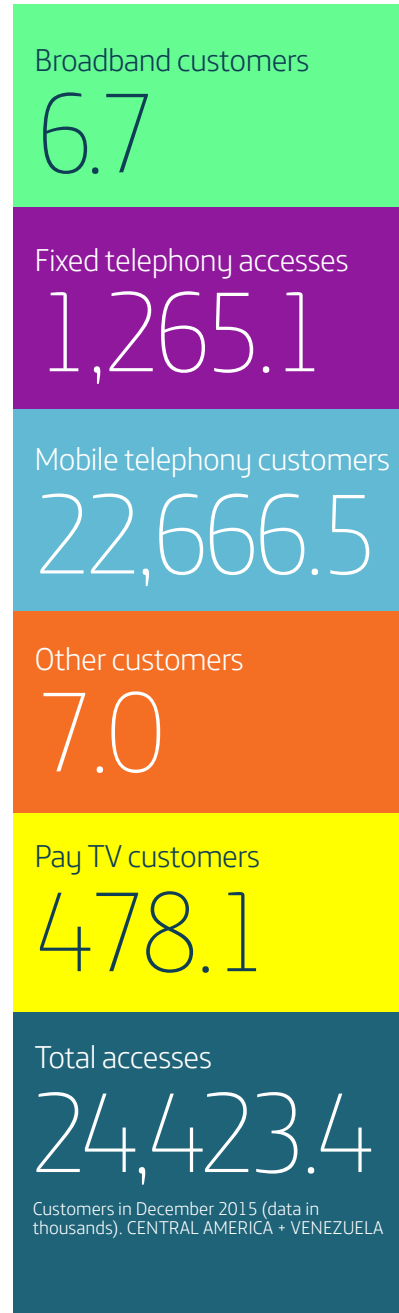 Broadband customers
6.7
Fixed telephony accesses
1,265.1
Mobile telephony customers
22,666.5
Other customers
7.0
Pay TV customers
478.1
Total accesses
24,423.4
Customers in December 2015 (data in
thousands). CENTRAL AMERICA + VENEZUELA